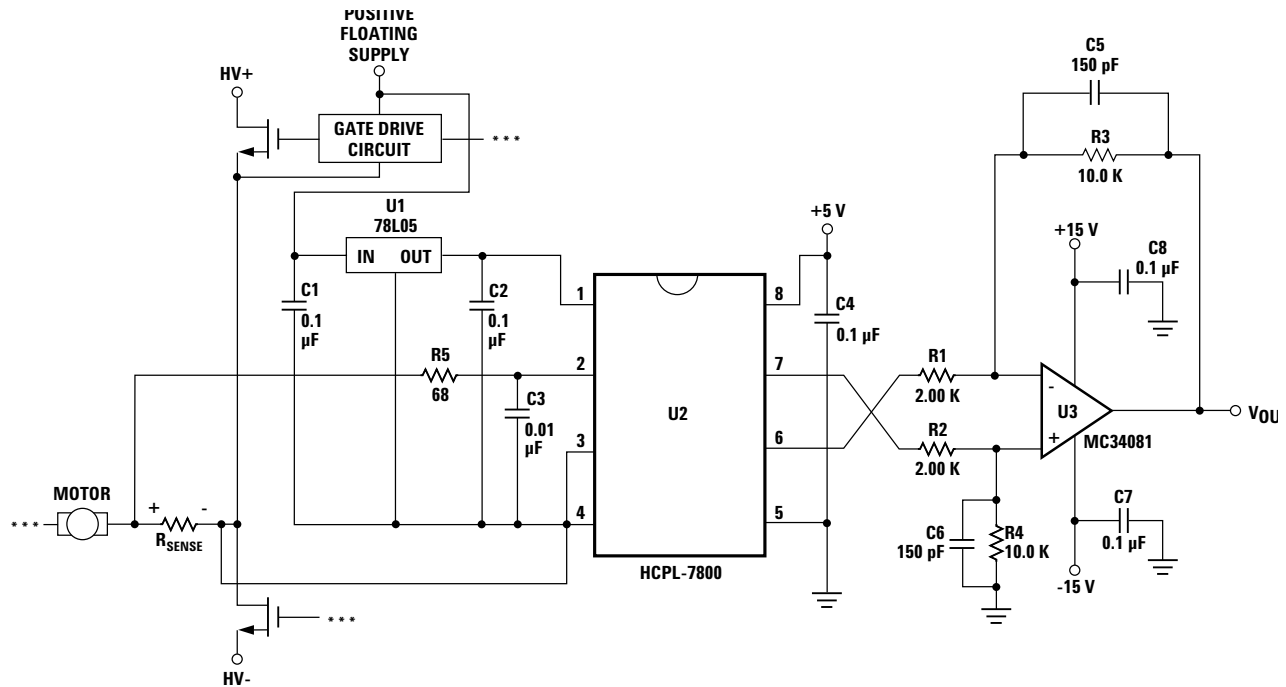 POSITIVE
FLOATING
SUPPLY
HV+
GATE DRIVE
CIRCUIT
***
U1
78L05
IN OUT
C1
0.1
µF
C2
0.1
µF
R5
68
C3
0.01
µF
MOTOR
***
+ -
RSENSE
***
HV-
1
2
3
4
U2
8
7
6
5
HCPL-7800
+5 V
C4
0.1 µF
R1
2.00 K
R2
2.00 K
C5
150 pF
R3
10.0 K
+15 V
C8
0.1 µF
-
U3
+
MC34081
VOU
C6
150 pF
R4
10.0 K
C7
0.1 µF
-15 V